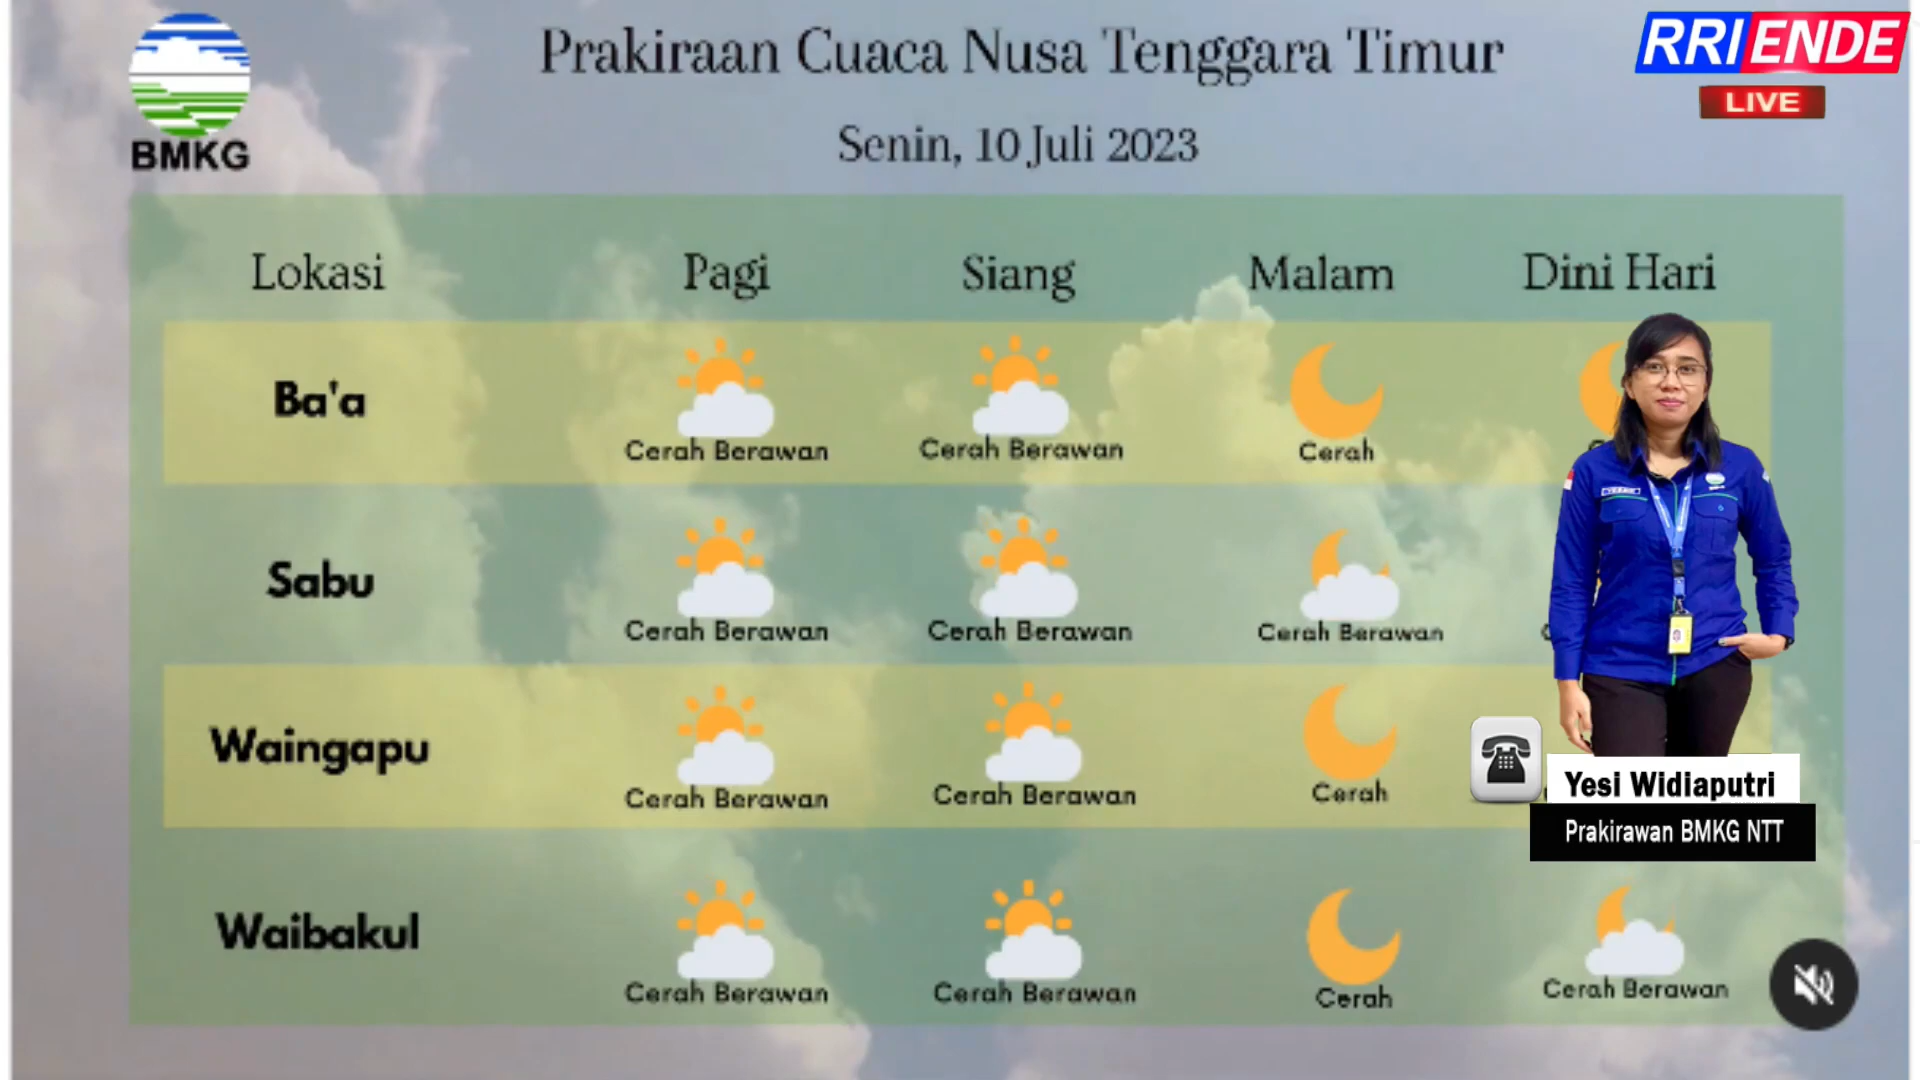 BMKG
Prakiraan Cuaca Nusa Tenggara Timur
Senin, 10 Juli 2023
RRI ENDE
LIVE
Lokasi Pagi Siang Malam Dini Hari
Ba'a
Cerah Berawan Cerah Berawan Cerah
Sabu
Cerah Berawan Cerah Berawan Cerah Berawan
Waingapu
Cerah Berawan Cerah Berawan Cerah
Yesi Widiaputri
Prakirawan BMKG NTT
Waibakul
Cerah Berawan Cerah Berawan Cerah Cerah Berawan